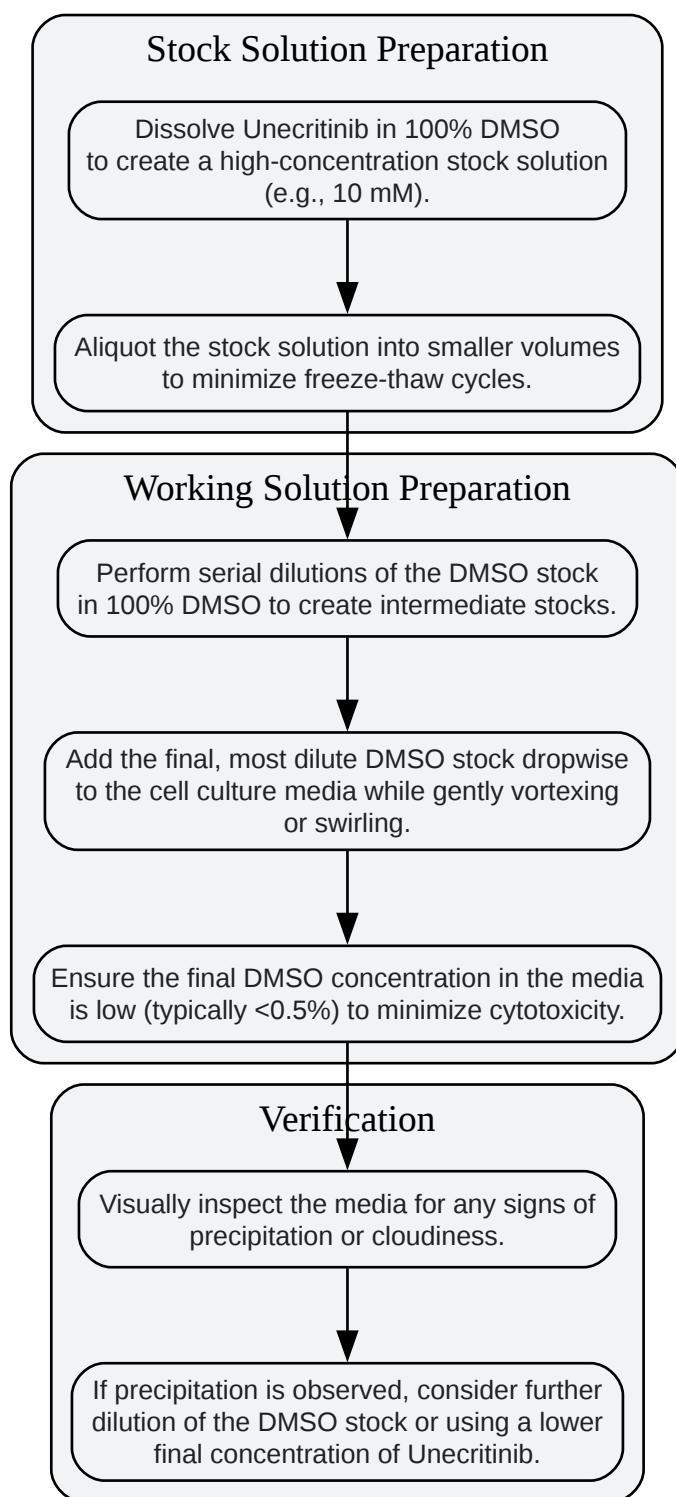 Stock Solution Preparation
Dissolve Unecritinib in 100% DMSO
to create a high-concentration stock solution
(e.g., 10 mM).
Aliquot the stock solution into smaller volumes
to minimize freeze-thaw cycles.
Working Solution Preparation
Perform serial dilutions of the DMSO stock
in 100% DMSO to create intermediate stocks.
Add the final, most dilute DMSO stock dropwise
to the cell culture media while gently vortexing
or swirling.
Ensure the final DMSO concentration in the media
is low (typically <0.5%) to minimize cytotoxicity.
Verification
Visually inspect the media for any signs of
precipitation or cloudiness.
If precipitation is observed, consider further
dilution of the DMSO stock or using a lower
final concentration of Unecritinib.